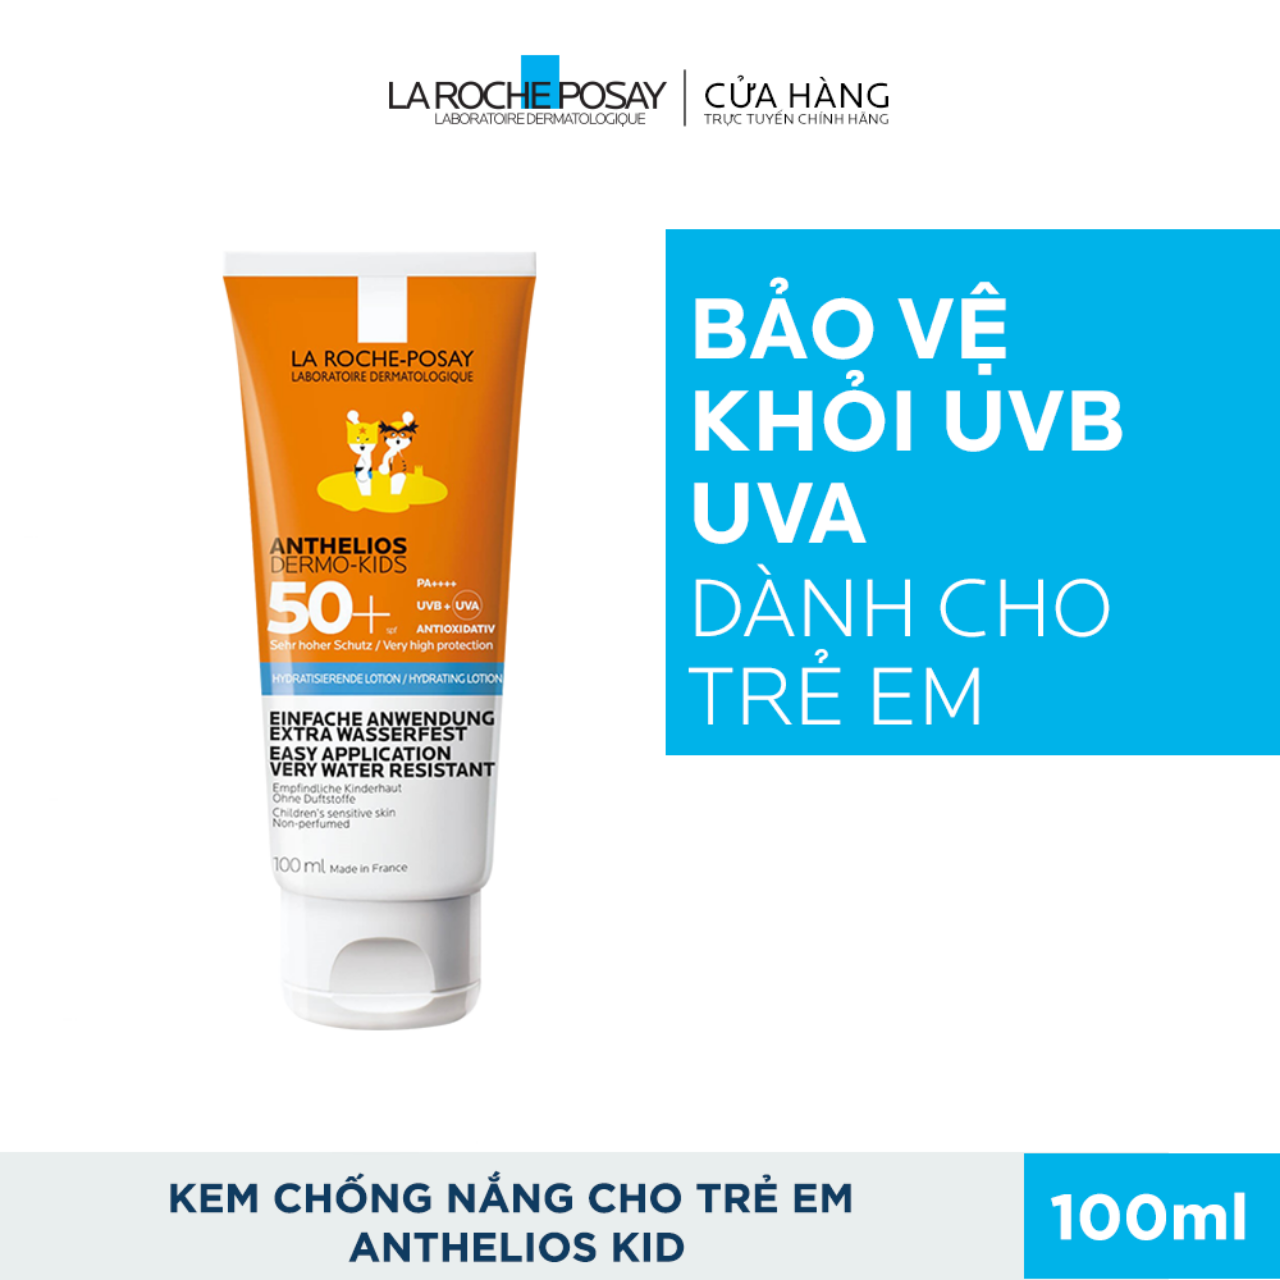 LA ROCHE POSAY
LABORATOIRE DERMATOLOGIQUE
CỬA HÀNG
TRỰC TUYẾN CHÍNH HÃNG
LA ROCHE-POSAY
LABORATOIRE DERMATOLOGIQUE
ANTHELIOS
DERMO-KIDS
50+ spf
PA++++
UVB + UVA
ANTIOXIDATIV
Sehr hoher Schutz / Very high protection
HYDRATISIERENDE LOTION / HYDRATING LOTION
EINFACHE ANWENDUNG
EXTRA WASSERFEST
EASY APPLICATION
VERY WATER RESISTANT
Empfindliche Kinderhaut
Ohne Duftstoffe
Children's sensitive skin
Non-perfumed
100 ml Made in France
BẢO VỆ
KHỎI UVB
UVA
DÀNH CHO
TRẺ EM
KEM CHỐNG NẮNG CHO TRẺ EM
ANTHELIOS KID
100ml